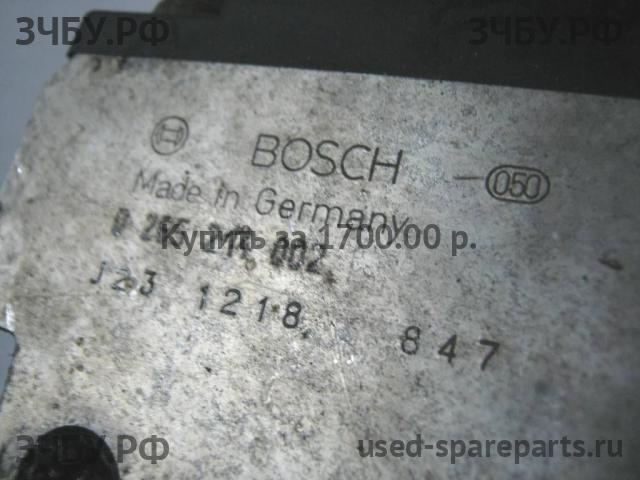 ЗЧБУ.РФ ЗЧБУ.РФ
BOSCH 050
Made in Germany
Купить за 1700.00 р.
002
J23 1218 847
ЗЧБУ.РФ
used-spareparts.ru